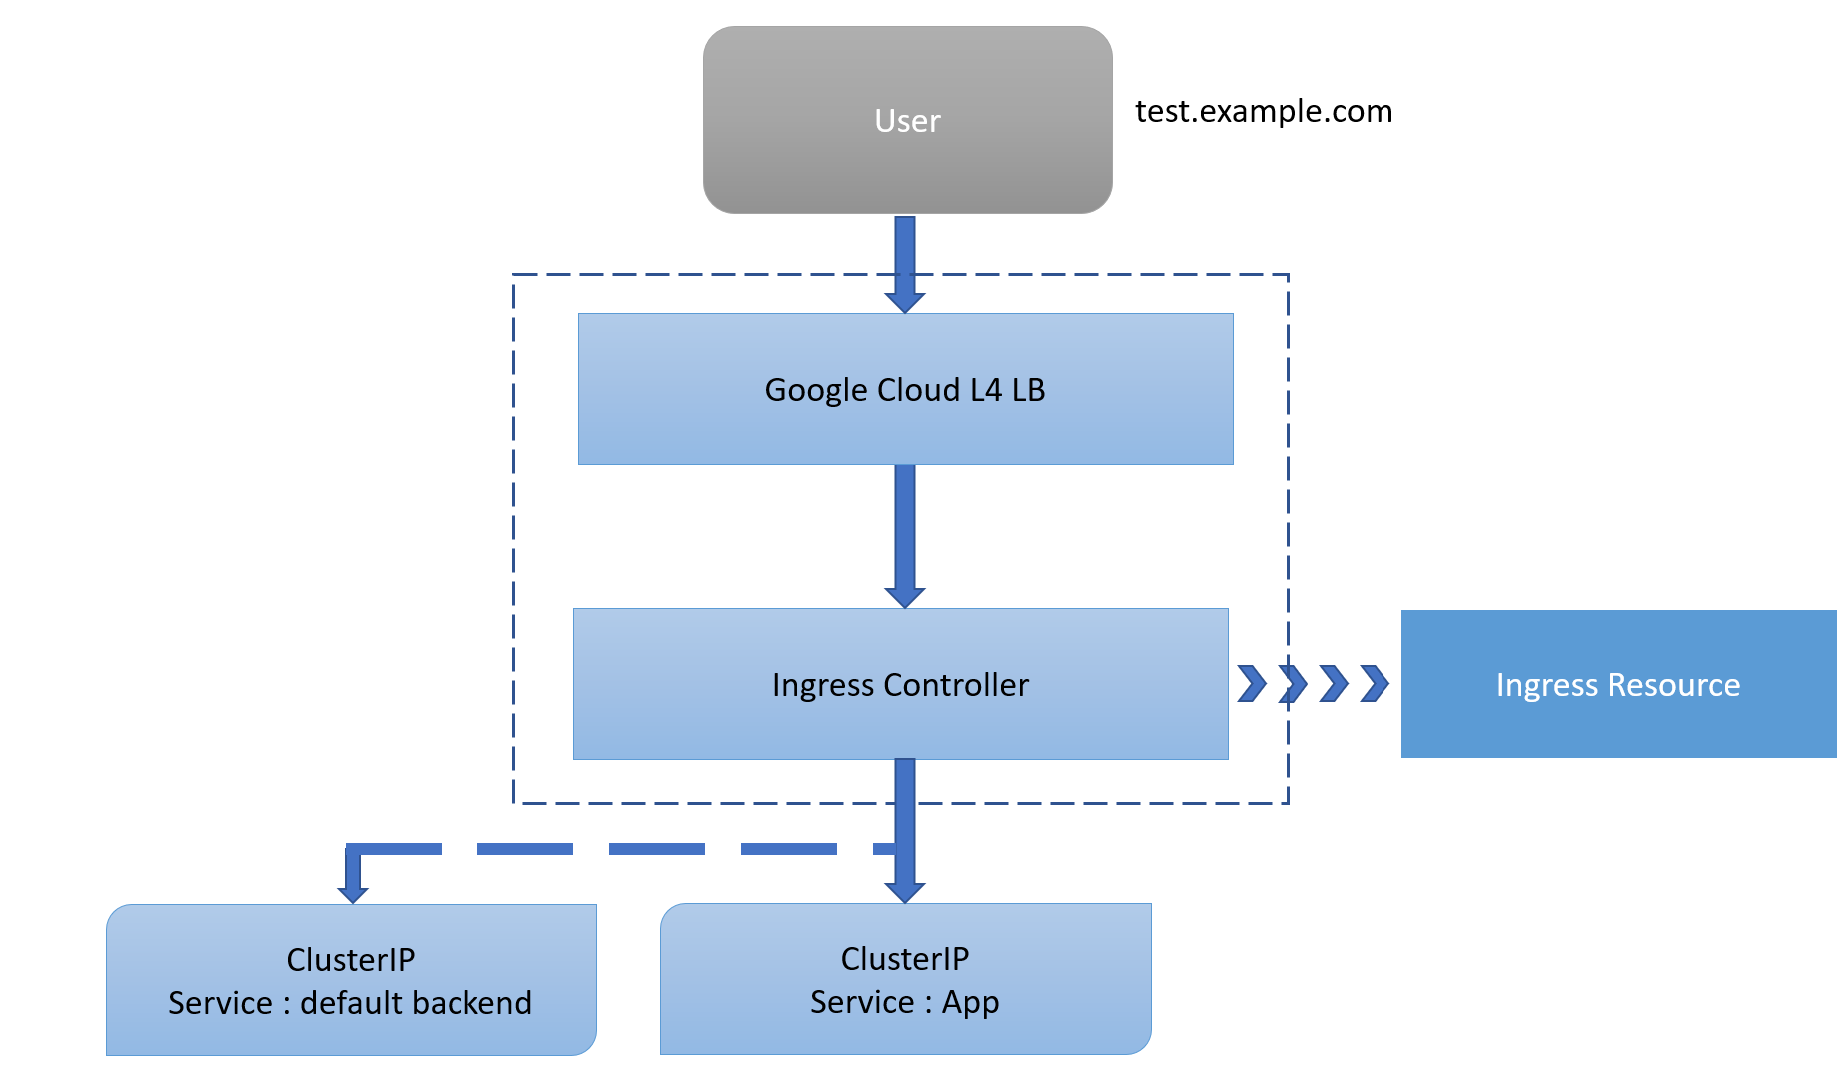 User
test.example.com
Google Cloud L4 LB
Ingress Controller
Ingress Resource
ClusterIP
Service : default backend
ClusterIP
Service : App